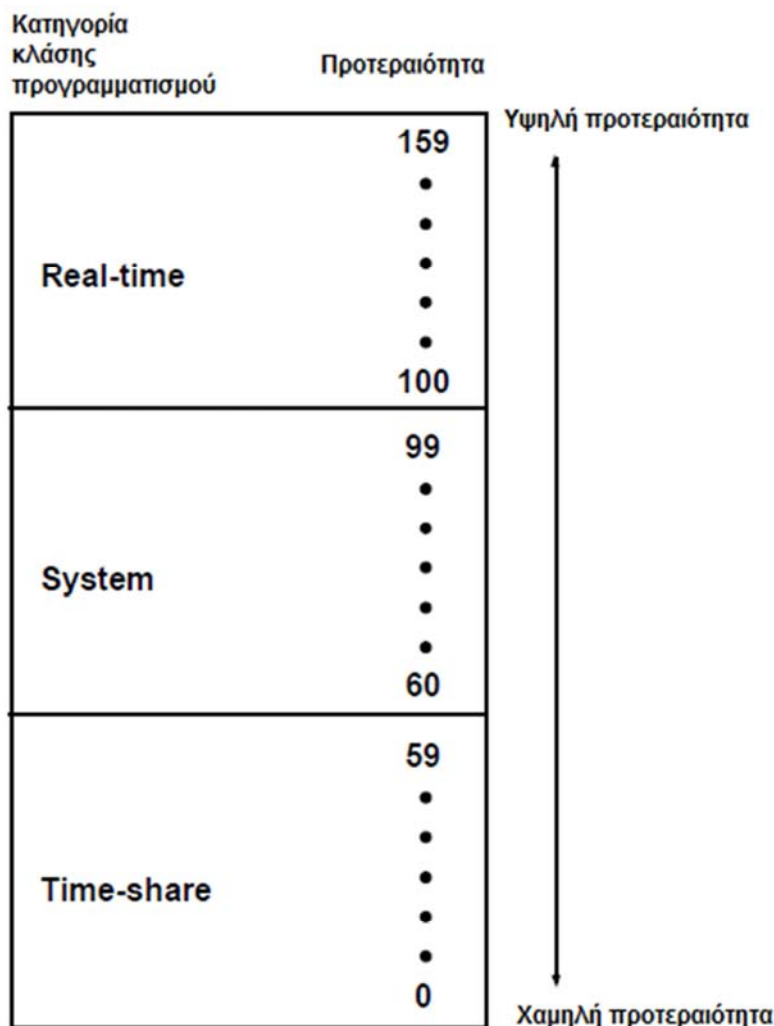 Κατηγορία
κλάσης
προγραμματισμού
Προτεραιότητα
Υψηλή προτεραιότητα
159
Real-time
100
99
System
60
59
Time-share
0
Χαμηλή προτεραιότητα